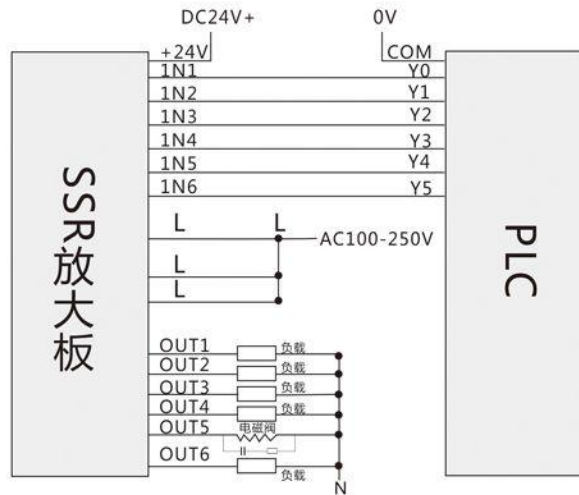 DC24V+ 0V
+24V COM
1N1 Y0
1N2 Y1
1N3 Y2
1N4 Y3
1N5 Y4
1N6 Y5
SSR放大板
PLC
L L
AC100-250V
L
L
OUT1 负载
OUT2 负载
OUT3 负载
OUT4 负载
OUT5 电磁阀
OUT6 负载
N